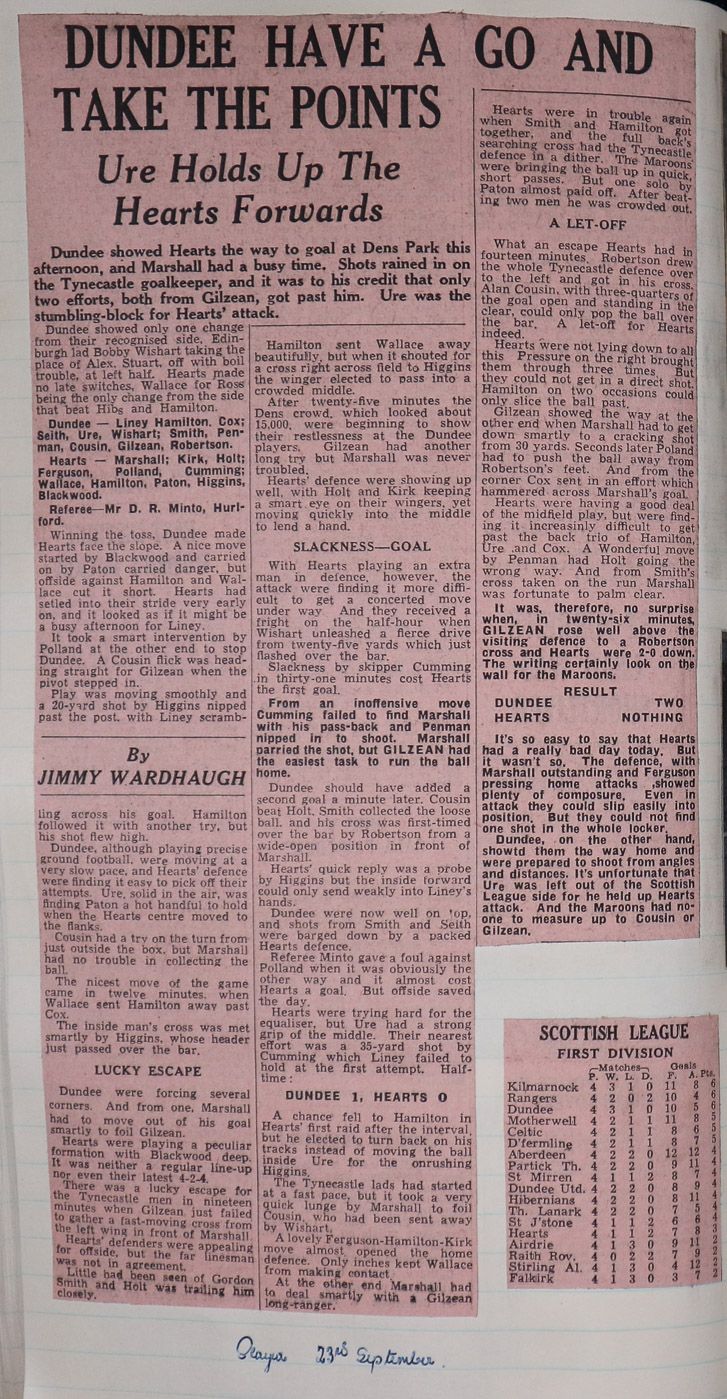 DUNDEE HAVE A GO AND
TAKE THE POINTS
Ure Holds Up The
Hearts Forwards
Dundee showed Hearts the way to goal at Dens Park this
afternoon, and Marshall had a busy time. Shots rained in on
the Tynecastle goalkeeper, and it was to his credit that only
two efforts, both from Gilzean, got past him. Ure was the
stumbling-block for Hearts' attack.
Dundee showed only one change
from their recognised side, Edin-
burgh lad Bobby Wishart taking the
place of Alex. Stuart, off with boil
trouble, at left half. Hearts made
no late switches, Wallace for Ross
being the only change from the side
that beat Hibs and Hamilton.
Dundee — Liney Hamilton, Cox;
Seith, Ure, Wishart; Smith, Pen-
man, Cousin, Gilzean, Robertson.
Hearts — Marshall; Kirk, Holt;
Ferguson, Polland, Cumming;
Wallace, Hamilton, Paton, Higgins,
Blackwood.
Referee—Mr D. R. Minto, Hurl-
ford.
Winning the toss, Dundee made
Hearts face the slope. A nice move
started by Blackwood and carried
on by Paton carried danger, but
offside against Hamilton and Wal-
lace cut it short. Hearts had
setled into their stride very early
on, and it looked as if it might be
a busy afternoon for Liney.
It took a smart intervention by
Polland at the other end to stop
Dundee. A Cousin flick was head-
ing straight for Gilzean when the
pivot stepped in.
Play was moving smoothly and
a 20-yard shot by Higgins nipped
past the post, with Liney scramb-
By
JIMMY WARDHAUGH
ling across his goal. Hamilton
followed it with another try, but
his shot flew high.
Dundee, although playing precise
ground football, were moving at a
very slow pace, and Hearts' defence
were finding it easy to pick off their
attempts. Ure, solid in the air, was
finding Paton a hot handful to hold
when the Hearts centre moved to
the flanks.
Cousin had a try on the turn from
just outside the box, but Marshall
had no trouble in collecting the
ball.
The nicest move of the game
came in twelve minutes, when
Wallace sent Hamilton away past
Cox.
The inside man's cross was met
smartly by Higgins, whose header
just passed over the bar.
LUCKY ESCAPE
Dundee were forcing several
corners. And from one, Marshall
had to move out of his goal
smartly to foil Gilzean.
Hearts were playing a peculiar
formation with Blackwood deep.
It was neither a regular line-up
nor even their latest 4-2-4.
There was a lucky escape for
the Tynecastle men in nineteen
minutes when Gilzean just failed
to gather a fast-moving cross from
the left wing in front of Marshall.
Hearts' defenders were appealing
for offside, but the far linesman
was not in agreement.
Little had been seen of Gordon
Smith and Holt was trailing him
closely.
Hamilton sent Wallace away
beautifully, but when it shouted for
a cross right across field to Higgins
the winger elected to pass into a
crowded middle.
After twenty-five minutes the
Dens crowd, which looked about
15,000, were beginning to show
their restlessness at the Dundee
players. Gilzean had another
long try but Marshall was never
troubled.
Hearts' defence were showing up
well, with Holt and Kirk keeping
a smart eye on their wingers, yet
moving quickly into the middle
to lend a hand.
SLACKNESS—GOAL
With Hearts playing an extra
man in defence, however, the
attack were finding it more diffi-
cult to get a concerted move
under way And they received a
fright on the half-hour when
Wishart unleashed a fierce drive
from twenty-five yards which just
flashed over the bar.
Slackness by skipper Cumming
in thirty-one minutes cost Hearts
the first goal.
From an inoffensive move
Cumming failed to find Marshall
with his pass-back and Penman
nipped in to shoot. Marshall
parried the shot, but GILZEAN had
the easiest task to run the ball
home.
Dundee should have added a
second goal a minute later. Cousin
beat Holt, Smith collected the loose
ball, and his cross was first-timed
over the bar by Robertson from a
wide-open position in front of
Marshall.
Hearts' quick reply was a probe
by Higgins but the inside forward
could only send weakly into Liney's
hands.
Dundee were now well on top,
and shots from Smith and Seith
were barged down by a packed
Hearts defence.
Referee Minto gave a foul against
Polland when it was obviously the
other way and it almost cost
Hearts a goal. But offside saved
the day.
Hearts were trying hard for the
equaliser, but Ure had a strong
grip of the middle. Their nearest
effort was a 35-yard shot by
Cumming which Liney failed to
hold at the first attempt. Half-
time:
DUNDEE 1, HEARTS 0
A chance fell to Hamilton in
Hearts' first raid after the interval,
but he elected to turn back on his
tracks instead of moving the ball
inside Ure for the onrushing
Higgins.
The Tynecastle lads had started
at a fast pace, but it took a very
quick lunge by Marshall to foil
Cousin, who had been sent away
by Wishart.
A lovely Ferguson-Hamilton-Kirk
move almost opened the home
defence. Only inches kept Wallace
from making contact.
At the other end Marshall had
to deal smartly with a Gilzean
long-ranger.
Hearts were in trouble again
when Smith and Hamilton got
together, and the full back's
searching cross had the Tynecastle
defence in a dither. The Maroons
were bringing the ball up in quick,
short passes. But one solo by
Paton almost paid off. After beat-
ing two men he was crowded out.
A LET-OFF
What an escape Hearts had in
fourteen minutes. Robertson drew
the whole Tynecastle defence over
to the left and got in his cross.
Alan Cousin, with three-quarters of
the goal open and standing in the
clear, could only pop the ball over
the bar. A let-off for Hearts
indeed.
Hearts were not lying down to all
this Pressure on the right brought
them through three times But
they could not get in a direct shot.
Hamilton on two occasions could
only slice the ball past.
Gilzean showed the way at the
other end when Marshall had to get
down smartly to a cracking shot
from 30 yards. Seconds later Poland
had to push the ball away from
Robertson's feet. And from the
corner Cox sent in an effort which
hammered across Marshall's goal.
Hearts were having a good deal
of the midfield play, but were find-
ing it increasinly difficult to get
past the back trio of Hamilton,
Ure and Cox. A Wonderful move
by Penman had Holt going the
wrong way. And from Smith's
cross taken on the run Marshall
was fortunate to palm clear.
It was, therefore, no surprise
when, in twenty-six minutes,
GILZEAN rose well above the
visiting defence to a Robertson
cross and Hearts were 2-0 down.
The writing certainly look on the
wall for the Maroons.
RESULT
DUNDEE TWO
HEARTS NOTHING
It's so easy to say that Hearts
had a really bad day today. But
it wasn't so. The defence, with
Marshall outstanding and Ferguson
pressing home attacks ,showed
plenty of composure. Even in
attack they could slip easily into
position. But they could not find
one shot in the whole locker.
Dundee, on the other hand,
showtd them the way home and
were prepared to shoot from angles
and distances. It's unfortunate that
Ure was left out of the Scottish
League side for he held up Hearts
attack. And the Maroons had no-
one to measure up to Cousin or
Gilzean.
SCOTTISH LEAGUE
FIRST DIVISION
Matches Goals
P. W. L. D. F. A. Pts.
Kilmarnock 4 3 1 0 11 8 6
Rangers 4 2 0 2 10 4 6
Dundee 4 3 1 0 10 5 6
Motherwell 4 2 1 1 11 8 5
Celtic 4 2 1 1 8 6 5
D'fermling 4 2 1 1 8 7 5
Aberdeen 4 2 2 0 12 12 4
Partick Th. 4 2 2 0 9 11 4
St Mirren 4 1 1 2 8 7 4
Dundee Utd. 4 2 2 0 8 9 4
Hibernians 4 2 2 0 8 11 4
Th. Lanark 4 2 2 0 7 5 4
St J'stone 4 1 1 2 6 6 4
Hearts 4 1 1 2 7 8 3
Airdrie 4 1 3 0 9 11 2
Raith Rov. 4 0 2 2 7 9 2
Stirling Al. 4 1 3 0 4 12 2
Falkirk 4 1 3 0 3 7 2
Played 23rd September.